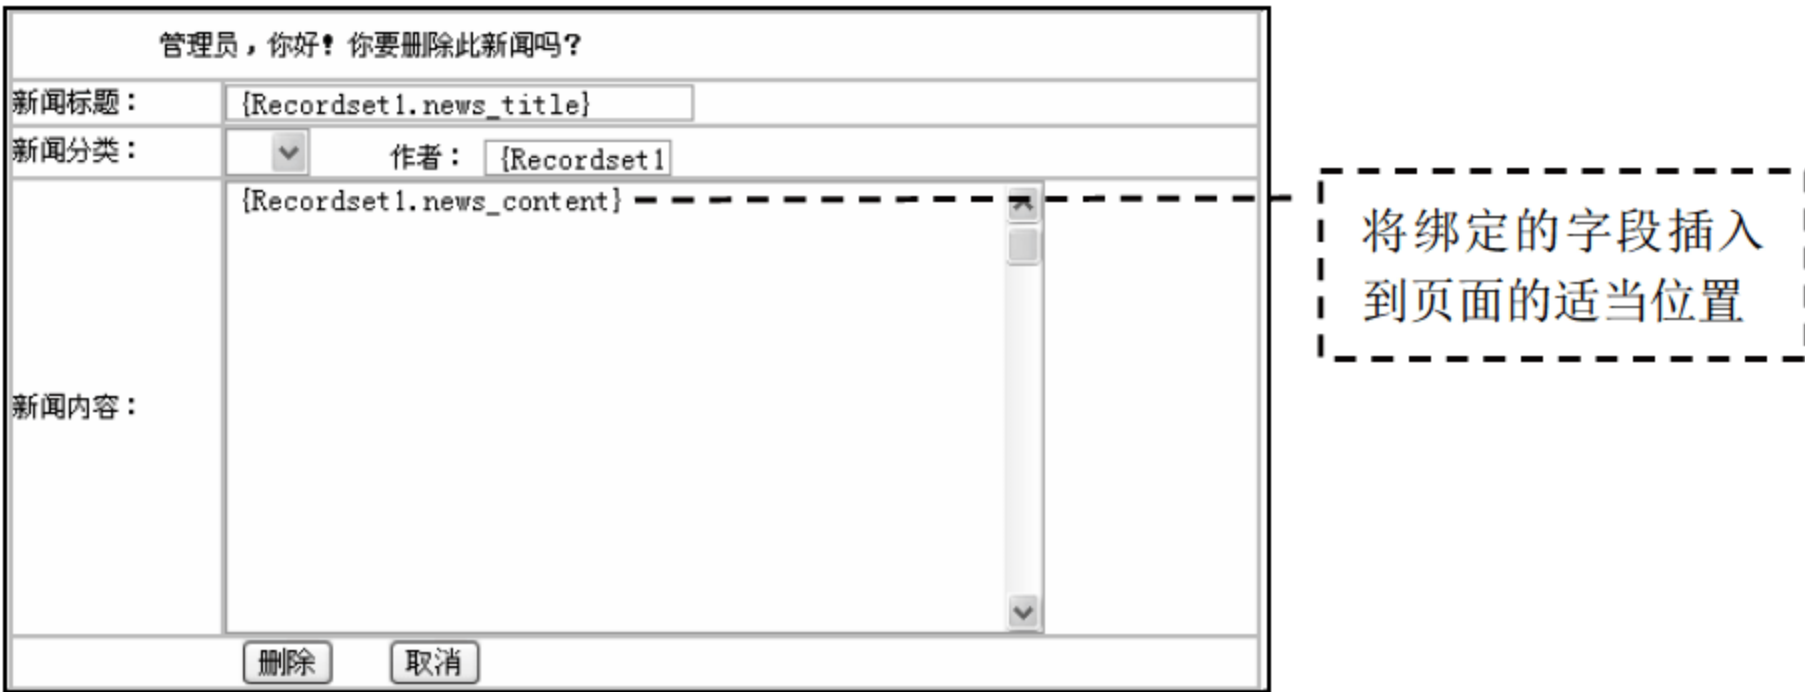 管理员，你好！你要删除此新闻吗？
新闻标题：
{Recordset1.news_title}
新闻分类：
作者：
{Recordset1
{Recordset1.news_content}
将绑定的字段插入
到页面的适当位置
新闻内容：
删除
取消